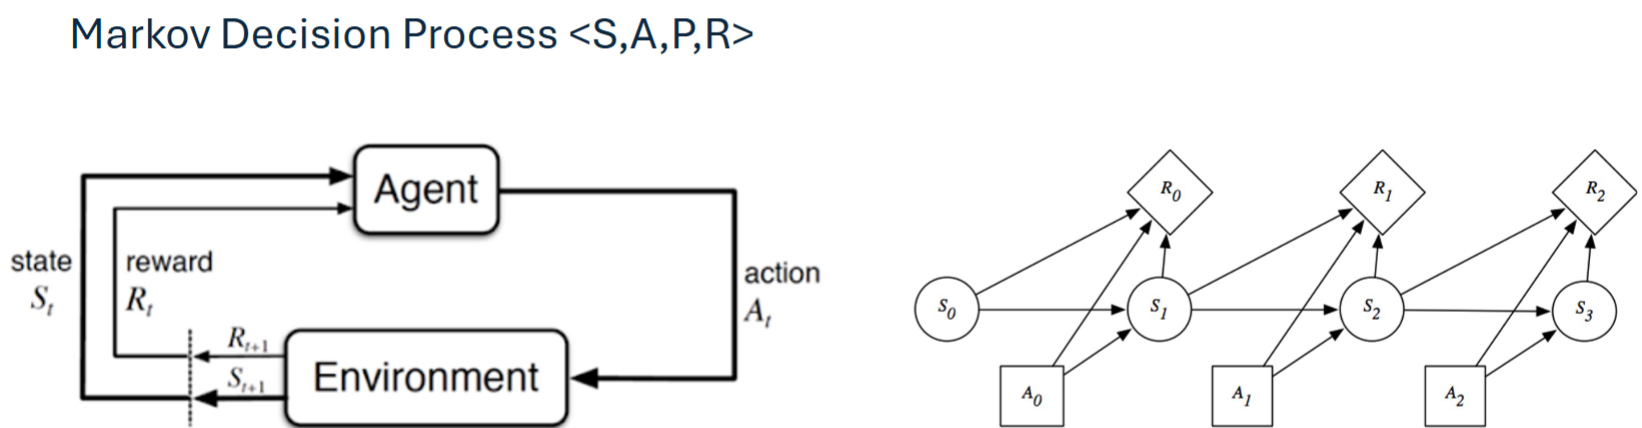 Markov Decision Process <S,A,P,R>
Agent
state
S_t
reward
R_t
action
A_t
R_{t+1}
S_{t+1}
Environment
R_0
R_1
R_2
S_0
S_1
S_2
S_3
A_0
A_1
A_2